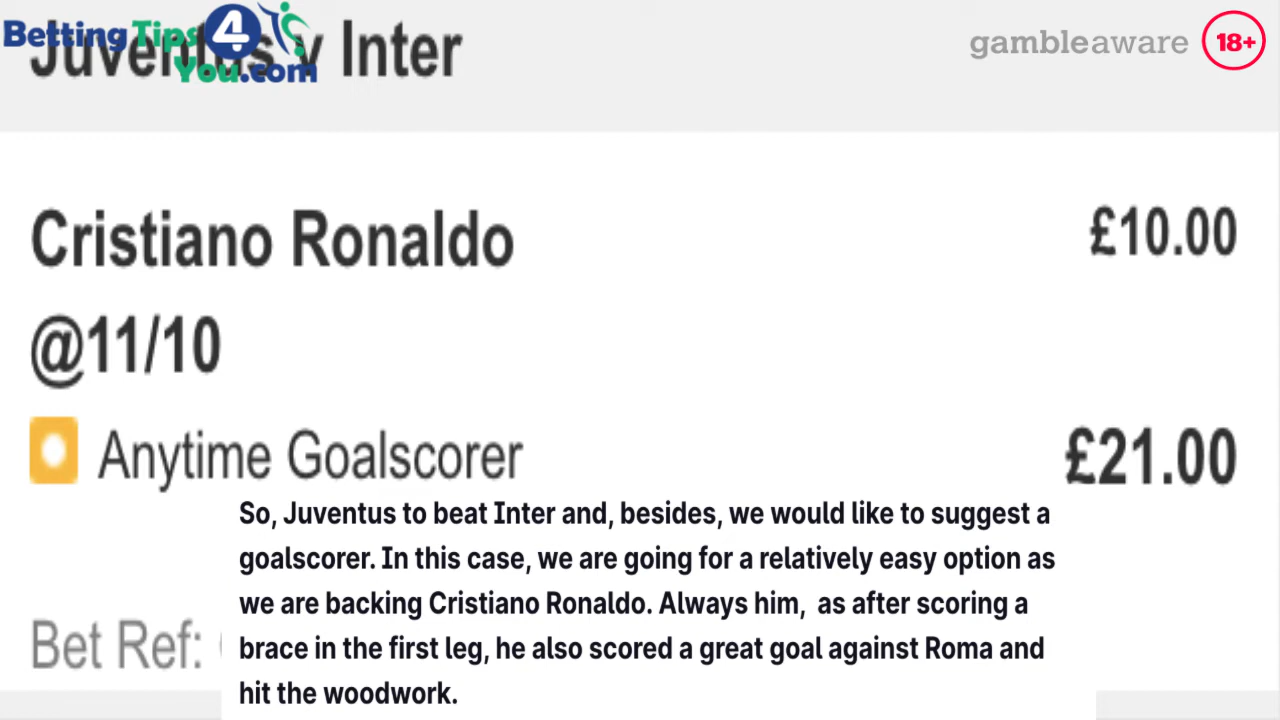 BettingTips4
You.com
Juventus v Inter
gambleaware 18+
Cristiano Ronaldo £10.00
@11/10
Anytime Goalscorer £21.00
So, Juventus to beat Inter and, besides, we would like to suggest a
goalscorer. In this case, we are going for a relatively easy option as
we are backing Cristiano Ronaldo. Always him,  as after scoring a
brace in the first leg, he also scored a great goal against Roma and
hit the woodwork.
Bet Ref: